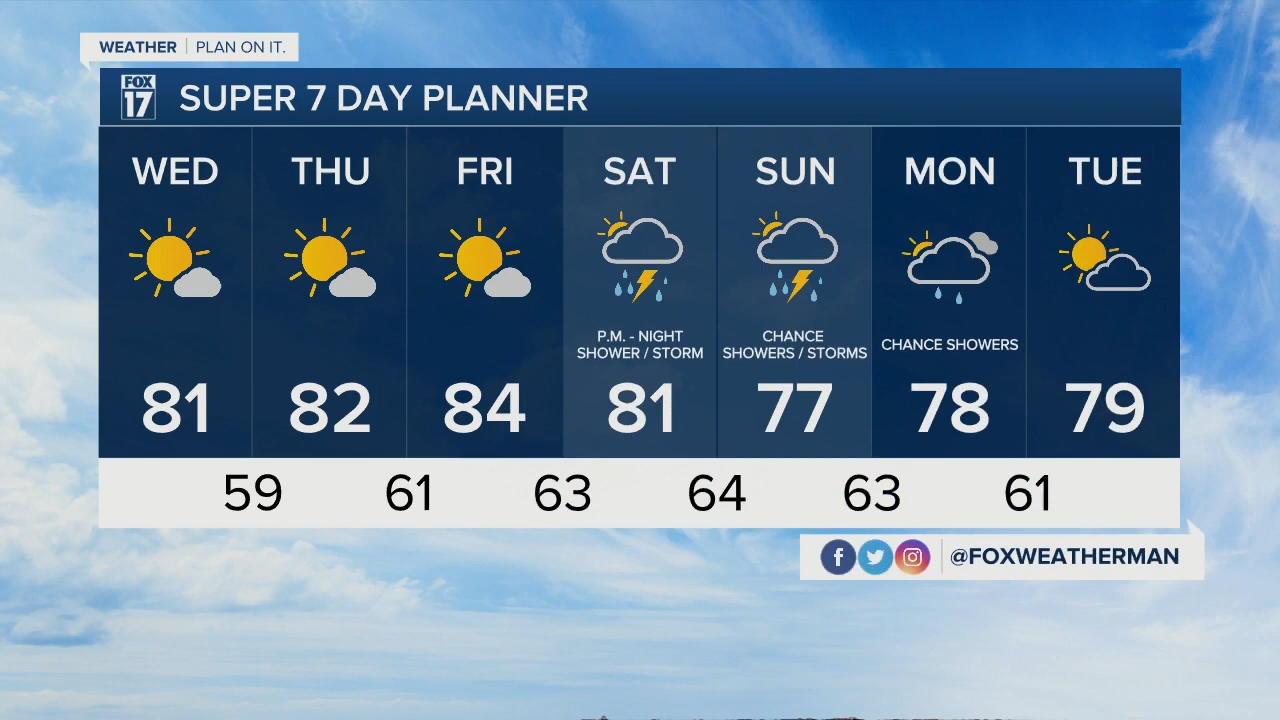 WEATHER | PLAN ON IT.
FOX
17
SUPER 7 DAY PLANNER
WED THU FRI SAT SUN MON TUE
P.M. - NIGHT
SHOWER / STORM
CHANCE
SHOWERS / STORMS
CHANCE SHOWERS
81 82 84 81 77 78 79
59 61 63 64 63 61
@FOXWEATHERMAN